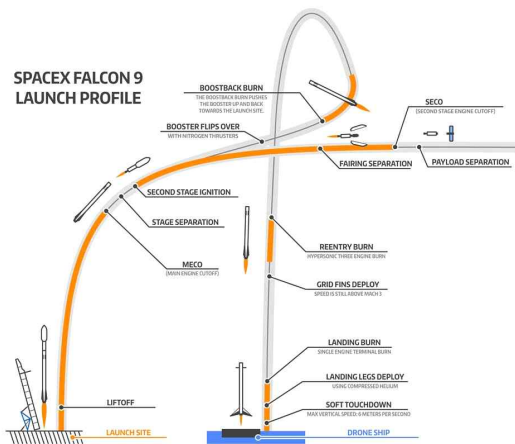 SPACEX FALCON 9
LAUNCH PROFILE
BOOSTBACK BURN
THE BOOSTBACK BURN PUSHES
THE BOOSTER UP AND BACK
TOWARDS THE LAUNCH SITE.
SECO
(SECOND STAGE ENGINE CUTOFF)
BOOSTER FLIPS OVER
WITH NITROGEN THRUSTERS
FAIRING SEPARATION
PAYLOAD SEPARATION
SECOND STAGE IGNITION
STAGE SEPARATION
MECO
(MAIN ENGINE CUTOFF)
REENTRY BURN
HYPERSONIC THREE ENGINE BURN
GRID FINS DEPLOY
SPEED IS STILL ABOVE MACH 3
LANDING BURN
SINGLE ENGINE TERMINAL BURN
LANDING LEGS DEPLOY
USING COMPRESSED HELIUM
LIFTOFF
SOFT TOUCHDOWN
MAX VERTICAL SPEED: 6 METERS PER SECOND
LAUNCH SITE
DRONE SHIP